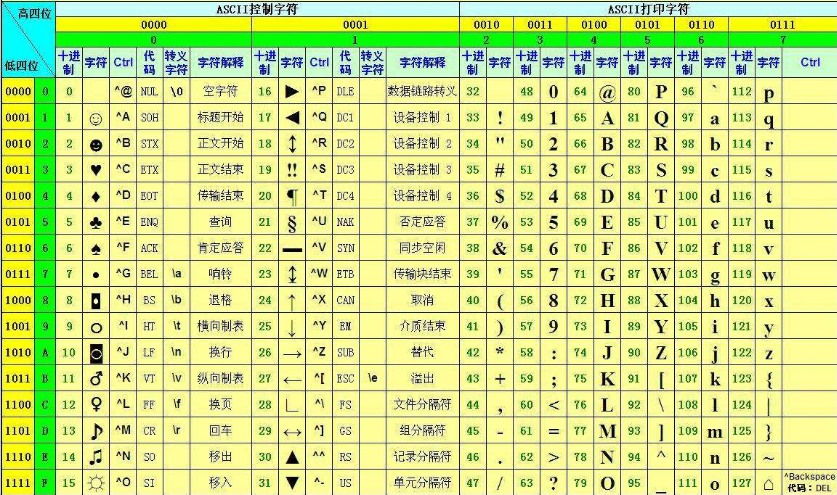 高四位 ASCII控制字符 ASCII打印字符
0000 0001 0010 0011 0100 0101 0110 0111
0 1 2 3 4 5 6 7
低四位 十进制 字符 Ctrl 代码 转义字符 字符解释 十进制 字符 Ctrl 代码 转义字符 字符解释 十进制 字符 十进制 字符 十进制 字符 十进制 字符 十进制 字符 十进制 字符 Ctrl
0000 0 0 ^@ NUL \0 空字符 16 ► ^P DLE 数据链路转义 32 48 0 64 @ 80 P 96 ` 112 p
0001 1 1 ☺ ^A SOH 标题开始 17 ◄ ^Q DC1 设备控制 1 33 ! 49 1 65 A 81 Q 97 a 113 q
0010 2 2 ☻ ^B STX 正文开始 18 ↕ ^R DC2 设备控制 2 34 " 50 2 66 B 82 R 98 b 114 r
0011 3 3 ♥ ^C ETX 正文结束 19 ‼ ^S DC3 设备控制 3 35 # 51 3 67 C 83 S 99 c 115 s
0100 4 4 ♦ ^D EOT 传输结束 20 ¶ ^T DC4 设备控制 4 36 $ 52 4 68 D 84 T 100 d 116 t
0101 5 5 ♣ ^E ENQ 查询 21 § ^U NAK 否定应答 37 % 53 5 69 E 85 U 101 e 117 u
0110 6 6 ♠ ^F ACK 肯定应答 22 ▬ ^V SYN 同步空闲 38 & 54 6 70 F 86 V 102 f 118 v
0111 7 7 • ^G BEL \a 响铃 23 ↨ ^W ETB 传输块结束 39 ' 55 7 71 G 87 W 103 g 119 w
1000 8 8 ◘ ^H BS \b 退格 24 ↑ ^X CAN 取消 40 ( 56 8 72 H 88 X 104 h 120 x
1001 9 9 ○ ^I HT \t 横向制表 25 ↓ ^Y EM 介质结束 41 ) 57 9 73 I 89 Y 105 i 121 y
1010 A 10 ◙ ^J LF \n 换行 26 → ^Z SUB 替代 42 * 58 : 74 J 90 Z 106 j 122 z
1011 B 11 ♂ ^K VT \v 纵向制表 27 ← ^[ ESC \e 溢出 43 + 59 ; 75 K 91 [ 107 k 123 {
1100 C 12 ♀ ^L FF \f 换页 28 ∟ ^\ FS 文件分隔符 44 , 60 < 76 L 92 \ 108 l 124 |
1101 D 13 ♪ ^M CR \r 回车 29 ↔ ^] GS 组分隔符 45 - 61 = 77 M 93 ] 109 m 125 }
1110 E 14 ♫ ^N SO 移出 30 ▲ ^^ RS 记录分隔符 46 . 62 > 78 N 94 ^ 110 n 126 ~
1111 F 15 ☼ ^O SI 移入 31 ▼ ^- US 单元分隔符 47 / 63 ? 79 O 95 _ 111 o 127 ⌂ ^Backspace
代码：DEL